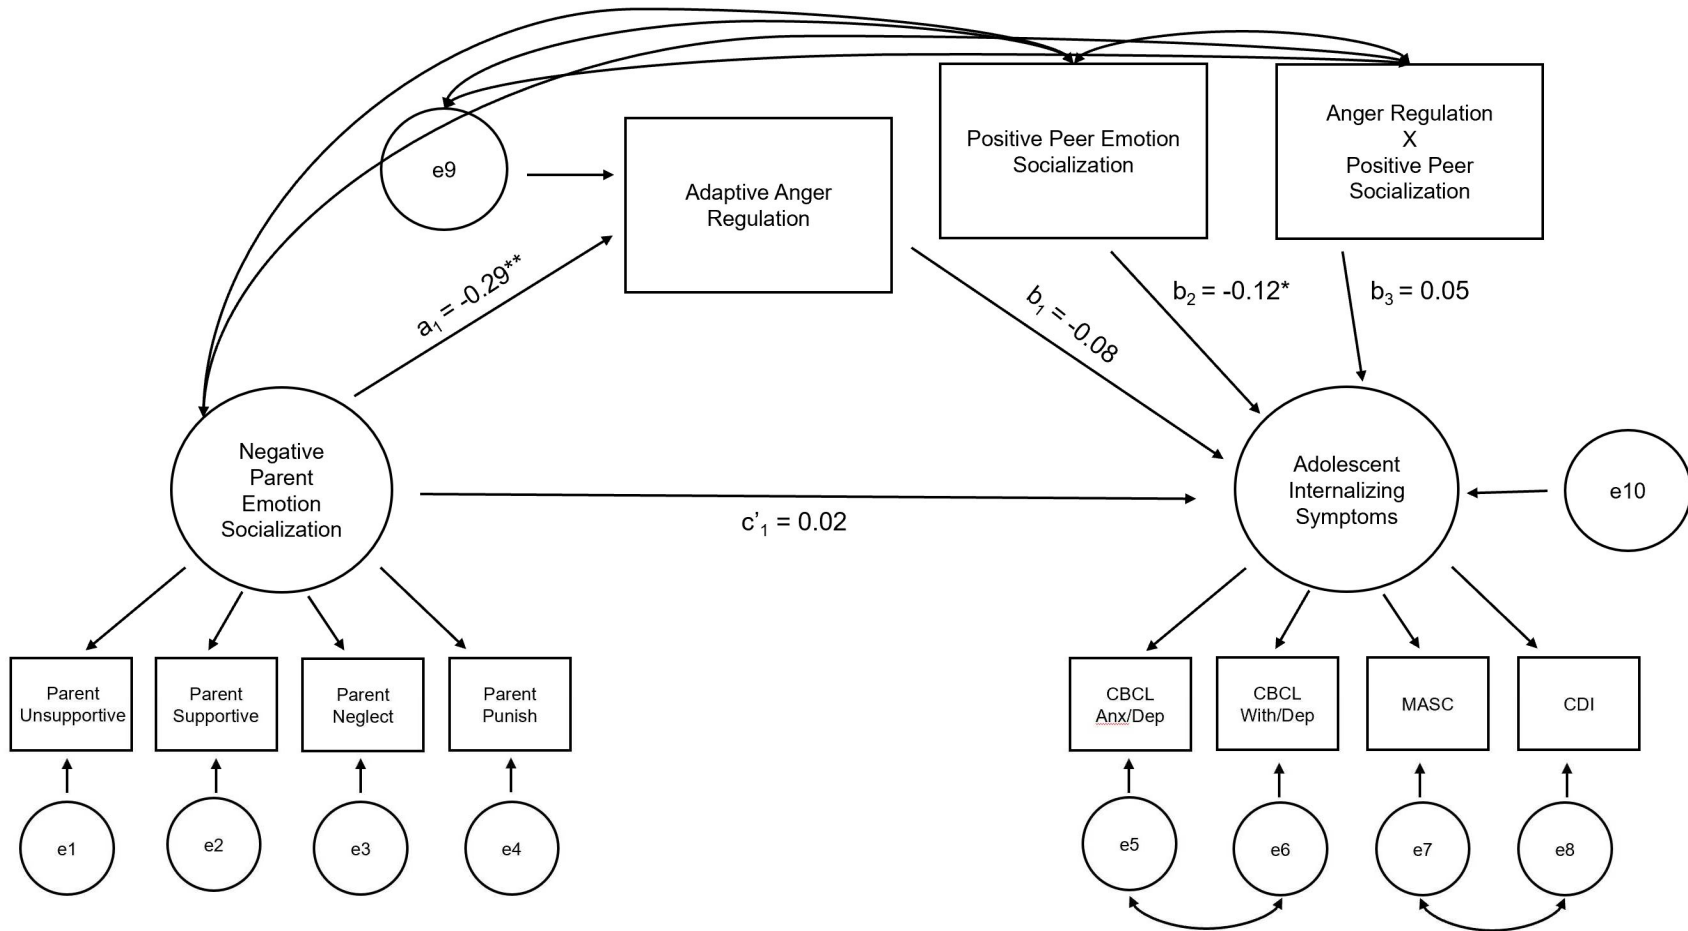 Positive Peer Emotion
Socialization
Anger Regulation
X
Positive Peer
Socialization
e9
Adaptive Anger
Regulation
a₁ = -0.29**
b₁ = -0.08
b₂ = -0.12*
b₃ = 0.05
Negative
Parent
Emotion
Socialization
c’₁ = 0.02
Adolescent
Internalizing
Symptoms
e10
Parent
Unsupportive
Parent
Supportive
Parent
Neglect
Parent
Punish
CBCL
Anx/Dep
CBCL
With/Dep
MASC
CDI
e1
e2
e3
e4
e5
e6
e7
e8